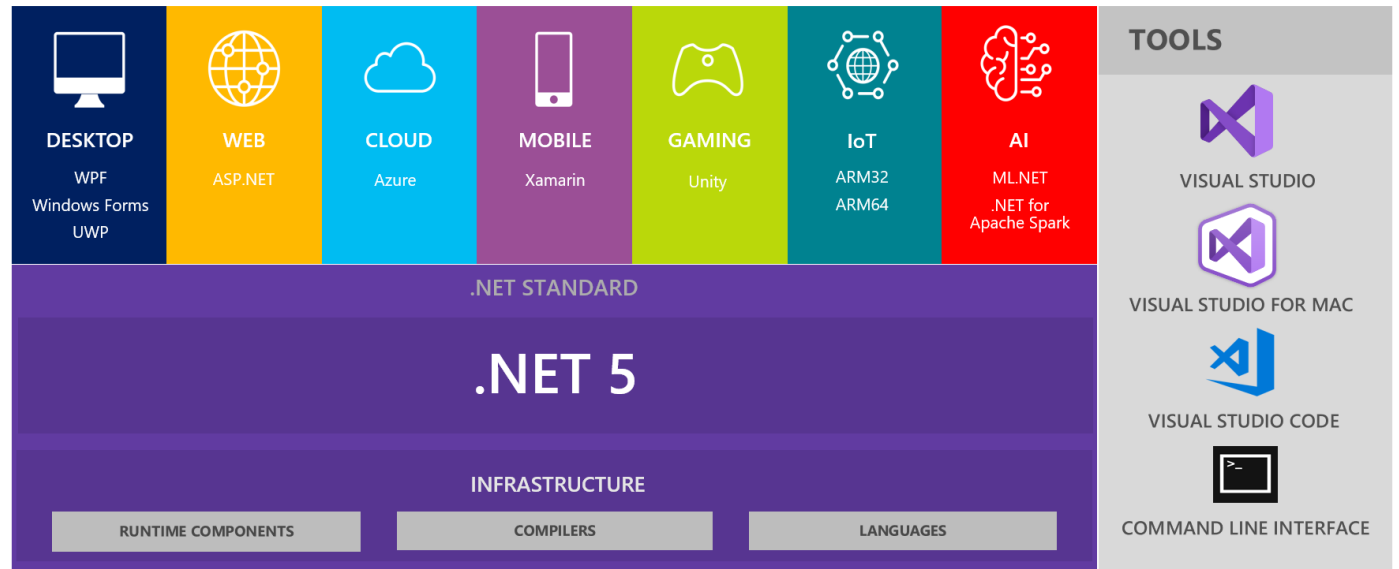 DESKTOP
WPF
Windows Forms
UWP
WEB
ASP.NET
CLOUD
Azure
MOBILE
Xamarin
GAMING
Unity
IoT
ARM32
ARM64
AI
ML.NET
.NET for
Apache Spark
.NET STANDARD
.NET 5
INFRASTRUCTURE
RUNTIME COMPONENTS
COMPILERS
LANGUAGES
TOOLS
VISUAL STUDIO
VISUAL STUDIO FOR MAC
VISUAL STUDIO CODE
>_
COMMAND LINE INTERFACE